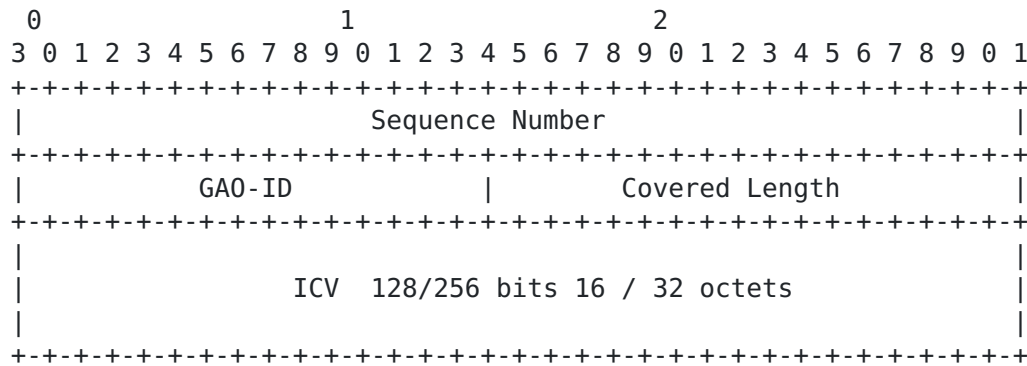 0                   1                   2
3 0 1 2 3 4 5 6 7 8 9 0 1 2 3 4 5 6 7 8 9 0 1 2 3 4 5 6 7 8 9 0 1
+-+-+-+-+-+-+-+-+-+-+-+-+-+-+-+-+-+-+-+-+-+-+-+-+-+-+-+-+-+-+-+-+
|                      Sequence Number                          |
+-+-+-+-+-+-+-+-+-+-+-+-+-+-+-+-+-+-+-+-+-+-+-+-+-+-+-+-+-+-+-+-+
|           GAO-ID            |        Covered Length           |
+-+-+-+-+-+-+-+-+-+-+-+-+-+-+-+-+-+-+-+-+-+-+-+-+-+-+-+-+-+-+-+-+
|                                                               |
|                 ICV  128/256 bits 16 / 32 octets              |
|                                                               |
+-+-+-+-+-+-+-+-+-+-+-+-+-+-+-+-+-+-+-+-+-+-+-+-+-+-+-+-+-+-+-+-+